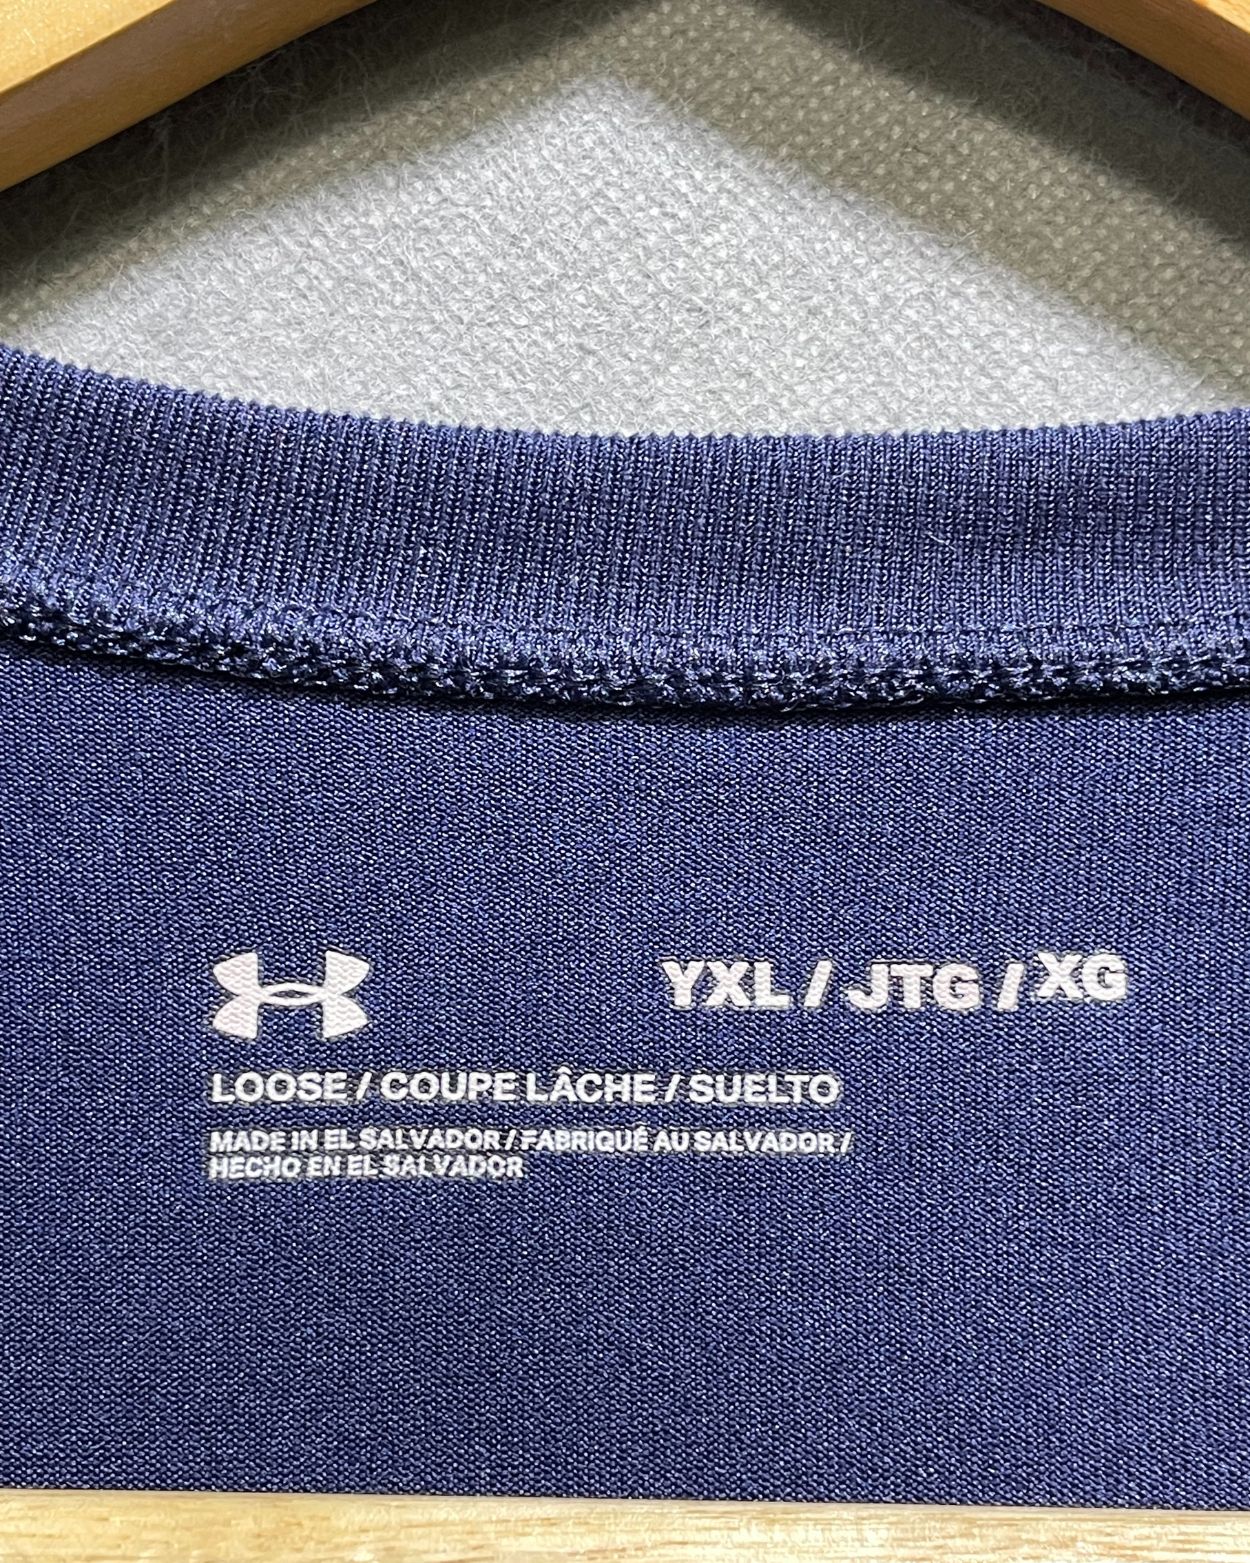 YXL / JTG / XG
LOOSE / COUPE LÂCHE / SUELTO
MADE IN EL SALVADOR / FABRIQUÉ AU SALVADOR /
HECHO EN EL SALVADOR